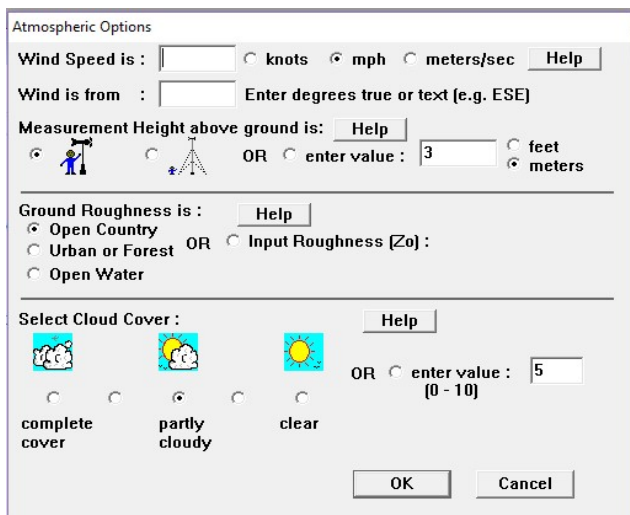 Atmospheric Options
Wind Speed is : knots mph meters/sec Help
Wind is from : Enter degrees true or text (e.g. ESE)
Measurement Height above ground is: Help
OR enter value : 3 feet
meters
Ground Roughness is : Help
Open Country
Urban or Forest OR Input Roughness (Zo) :
Open Water
Select Cloud Cover : Help
OR enter value : 5
(0 - 10)
complete cover
partly cloudy
clear
OK Cancel